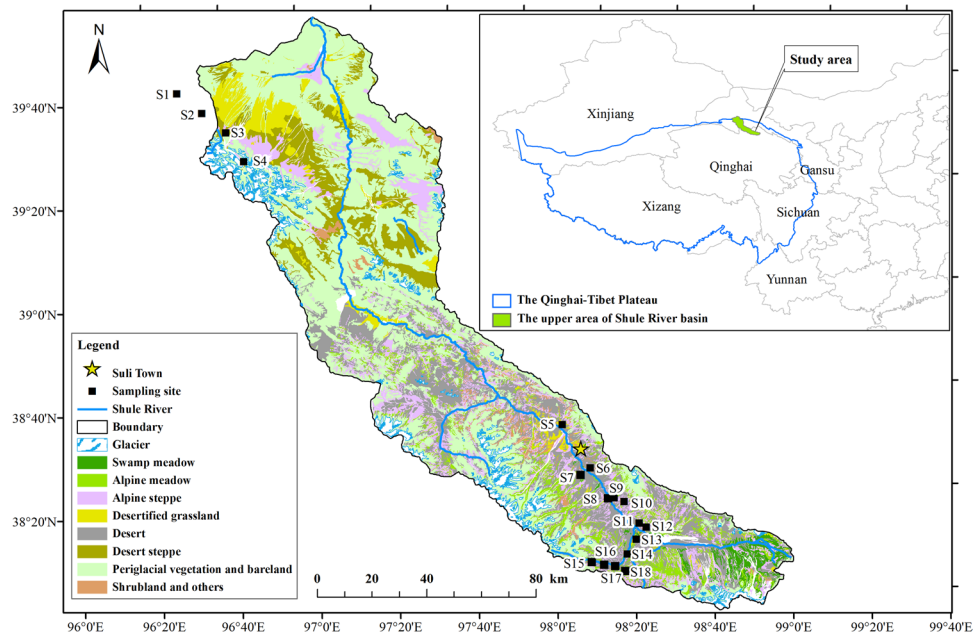 N
S1
S2
S3
S4
S5
S6
S7
S8
S9
S10
S11
S12
S13
S14
S15
S16
S17
S18
Study area
Xinjiang
Qinghai
Gansu
Xizang
Sichuan
Yunnan
The Qinghai-Tibet Plateau
The upper area of Shule River basin
Legend
Suli Town
Sampling site
Shule River
Boundary
Glacier
Swamp meadow
Alpine meadow
Alpine steppe
Desertified grassland
Desert
Desert steppe
Periglacial vegetation and bareland
Shrubland and others
0 20 40 80 km
39°40'N
39°20'N
39°0'N
38°40'N
38°20'N
96°0'E 96°20'E 96°40'E 97°0'E 97°20'E 97°40'E 98°0'E 98°20'E 98°40'E 99°0'E 99°20'E 99°40'E